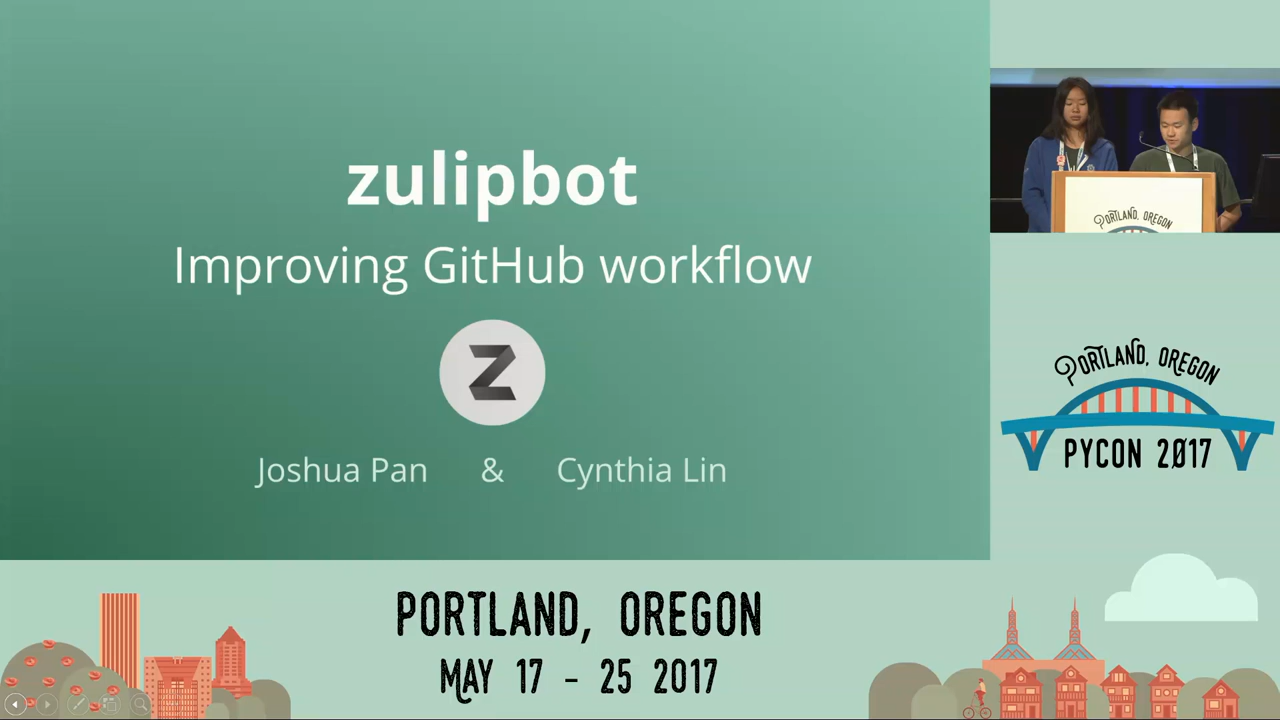 zulipbot
Improving GitHub workflow
Z
Joshua Pan & Cynthia Lin
PORTLAND, OREGON
PORTLAND, OREGON
PYCON 2017
PORTLAND, OREGON
MAY 17 - 25 2017